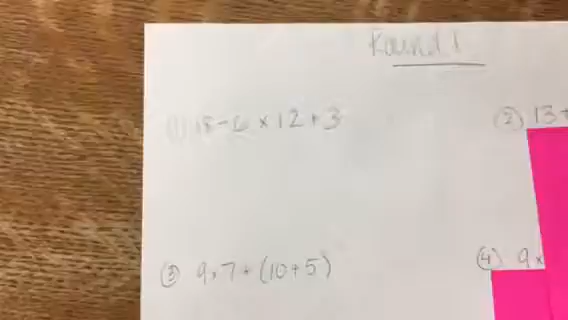 Round 1
(1) 18 - 6 × 12 + 3
(2) 13 +
(3) 9 × 7 + (10 + 5)
(4) 9 ×